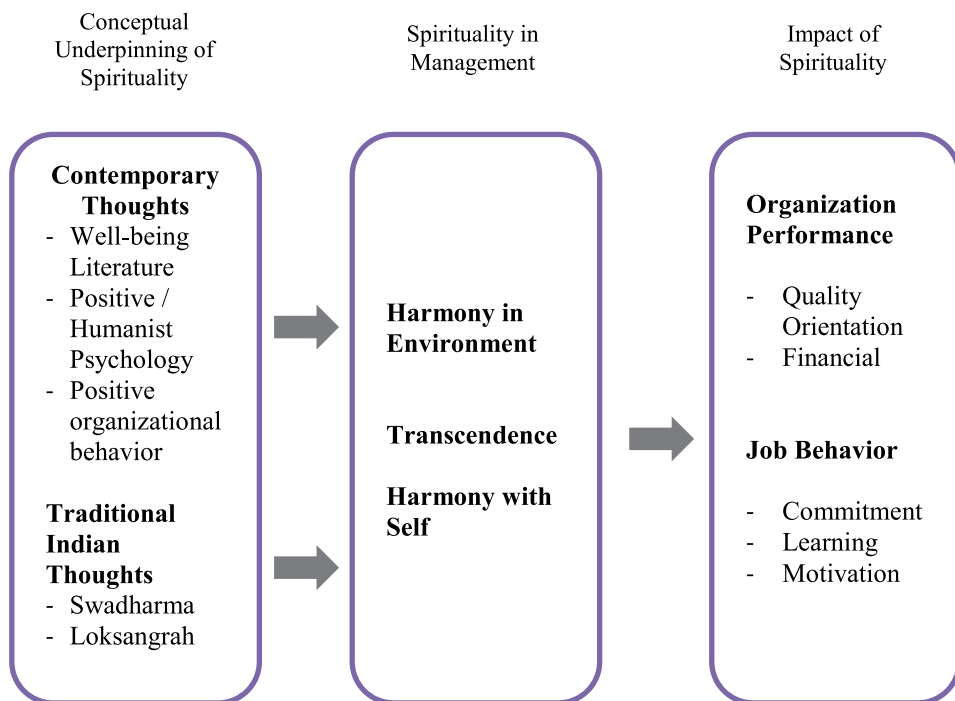 Conceptual
Underpinning of
Spirituality
Spirituality in
Management
Impact of
Spirituality
Contemporary
Thoughts
- Well-being
Literature
- Positive /
Humanist
Psychology
- Positive
organizational
behavior
Traditional
Indian
Thoughts
- Swadharma
- Loksangrah
Harmony in
Environment
Transcendence
Harmony with
Self
Organization
Performance
- Quality
Orientation
- Financial
Job Behavior
- Commitment
- Learning
- Motivation